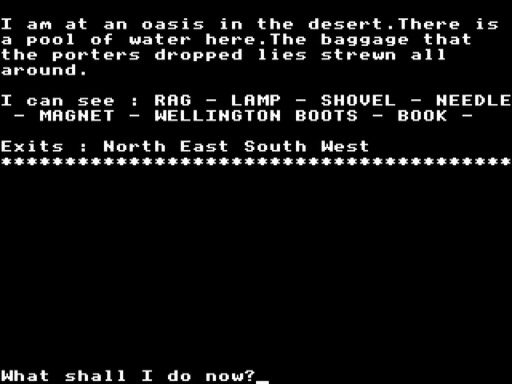 I am at an oasis in the desert.There is
a pool of water here.The baggage that
the porters dropped lies strewn all
around.
I can see : RAG - LAMP - SHOVEL - NEEDLE
- MAGNET - WELLINGTON BOOTS - BOOK -
Exits : North East South West
****************************************
What shall I do now?_